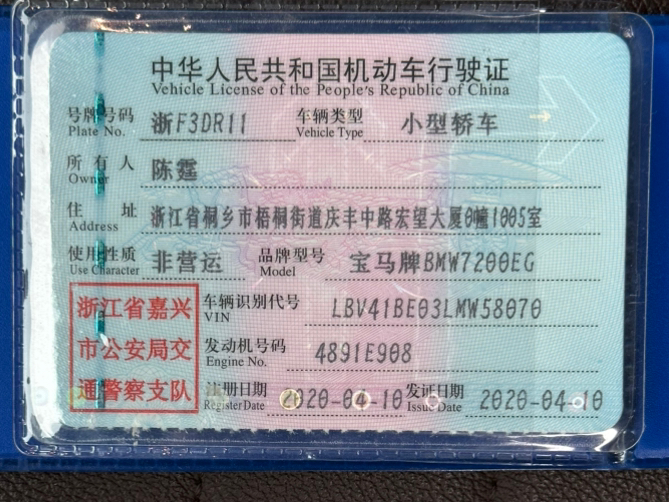 中华人民共和国机动车行驶证
Vehicle License of the People's Republic of China
号牌号码 浙F3DR11 车辆类型 小型轿车
Plate No. Vehicle Type
所有人 陈霆
Owner
住址 浙江省桐乡市梧桐街道庆丰中路宏望大厦0幢1005室
Address
使用性质 非营运 品牌型号 宝马牌BMW7200EG
Use Character Model
浙江省嘉兴 车辆识别代号 LBV41BE03LMW58070
VIN
市公安局交 发动机号码 4891E908
Engine No.
通警察支队 注册日期 2020-04-10 发证日期 2020-04-10
Register Date Issue Date